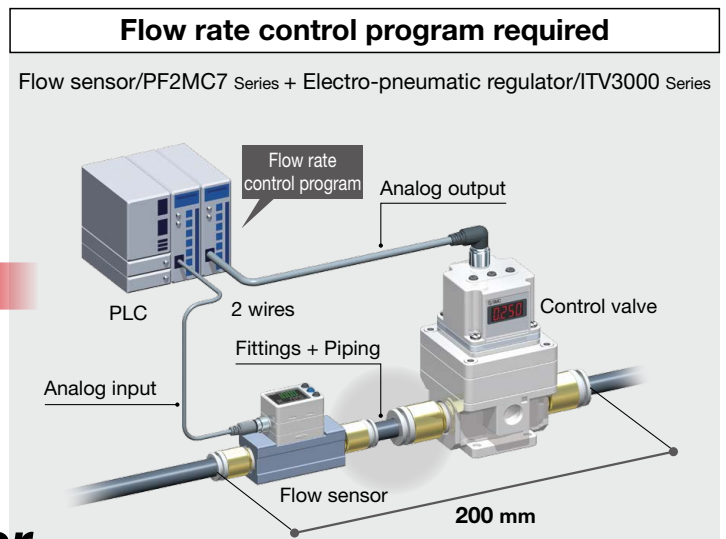 Flow rate control program required
Flow sensor/PF2MC7 Series + Electro-pneumatic regulator/ITV3000 Series
Flow rate
control program
Analog output
PLC
2 wires
Control valve
Fittings + Piping
Analog input
Flow sensor
200 mm